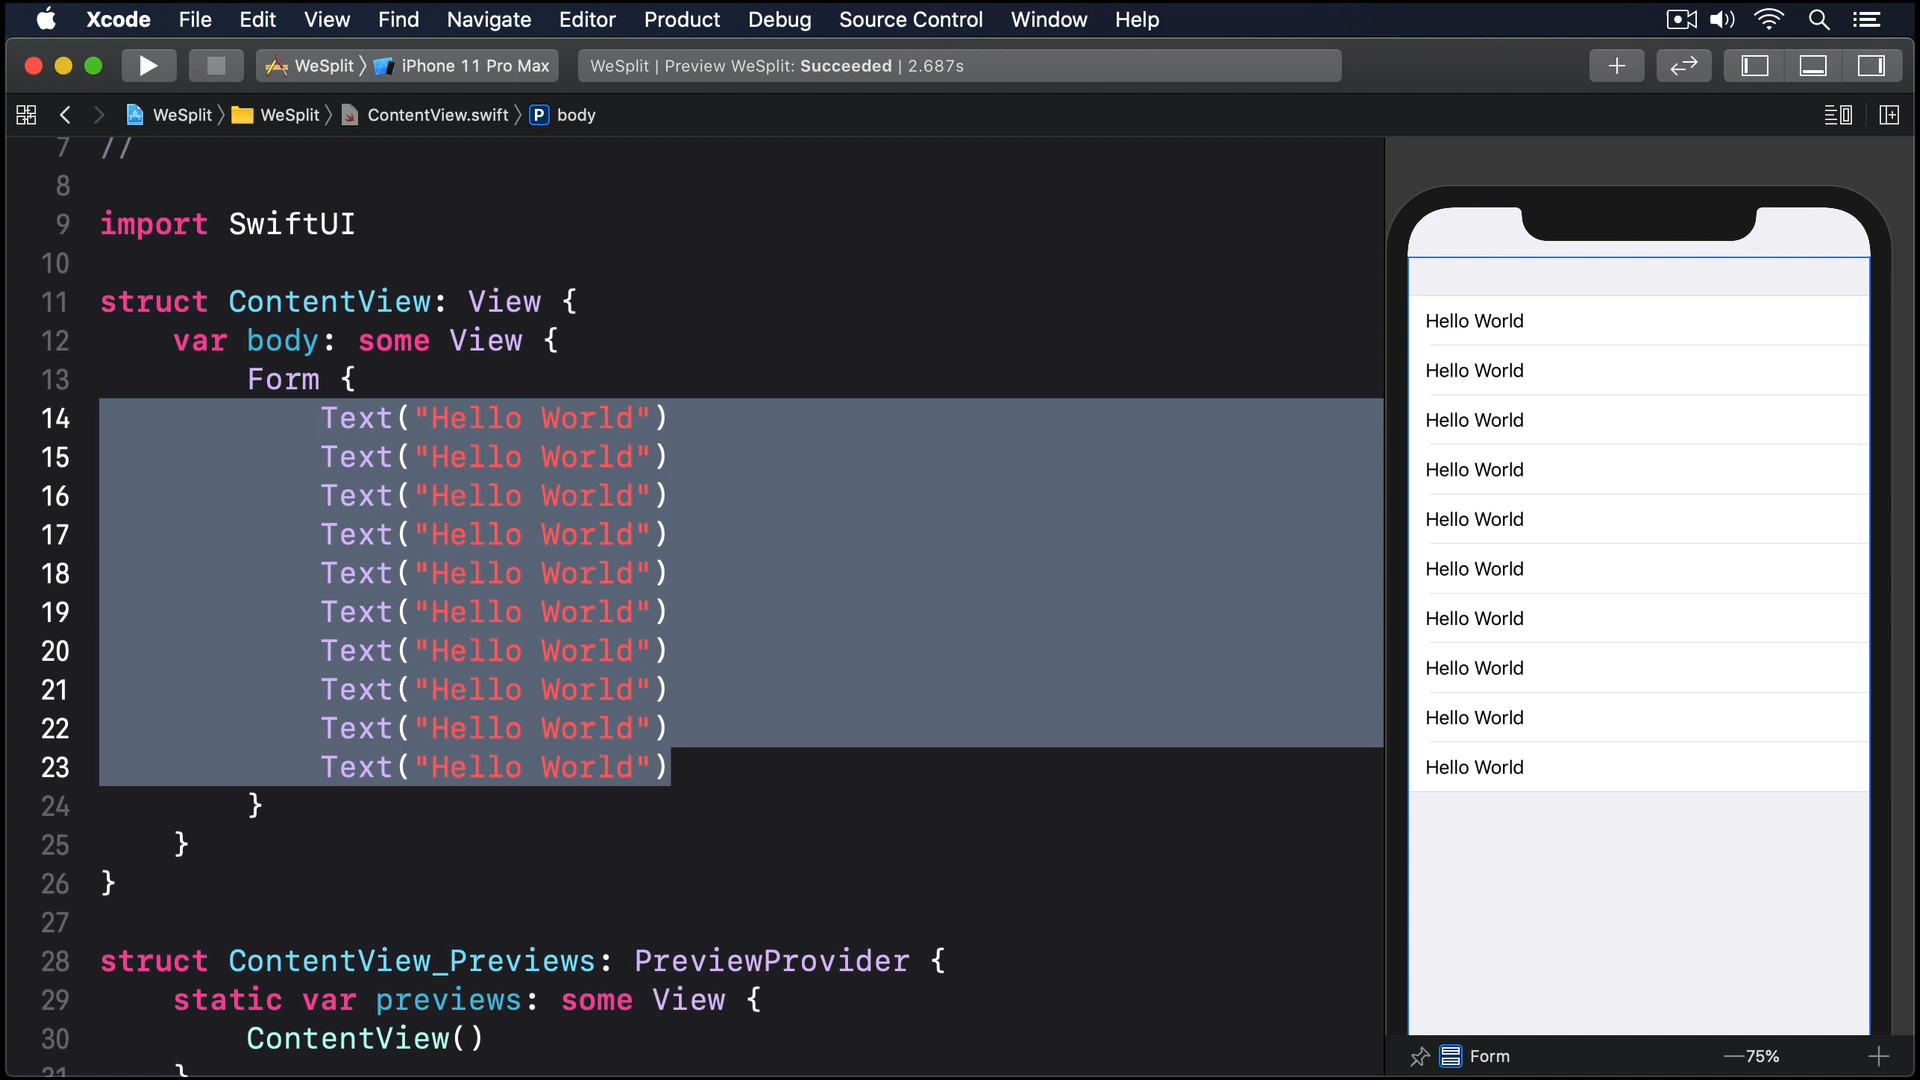 Xcode File Edit View Find Navigate Editor Product Debug Source Control Window Help
WeSplit iPhone 11 Pro Max
WeSplit | Preview WeSplit: Succeeded | 2.687s
WeSplit WeSplit ContentView.swift P body
7 //
8
9 import SwiftUI
10
11 struct ContentView: View {
12 var body: some View {
13 Form {
14 Text("Hello World")
15 Text("Hello World")
16 Text("Hello World")
17 Text("Hello World")
18 Text("Hello World")
19 Text("Hello World")
20 Text("Hello World")
21 Text("Hello World")
22 Text("Hello World")
23 Text("Hello World")
24 }
25 }
26 }
27
28 struct ContentView_Previews: PreviewProvider {
29 static var previews: some View {
30 ContentView()
31 }
Hello World
Hello World
Hello World
Hello World
Hello World
Hello World
Hello World
Hello World
Hello World
Hello World
Form
75%